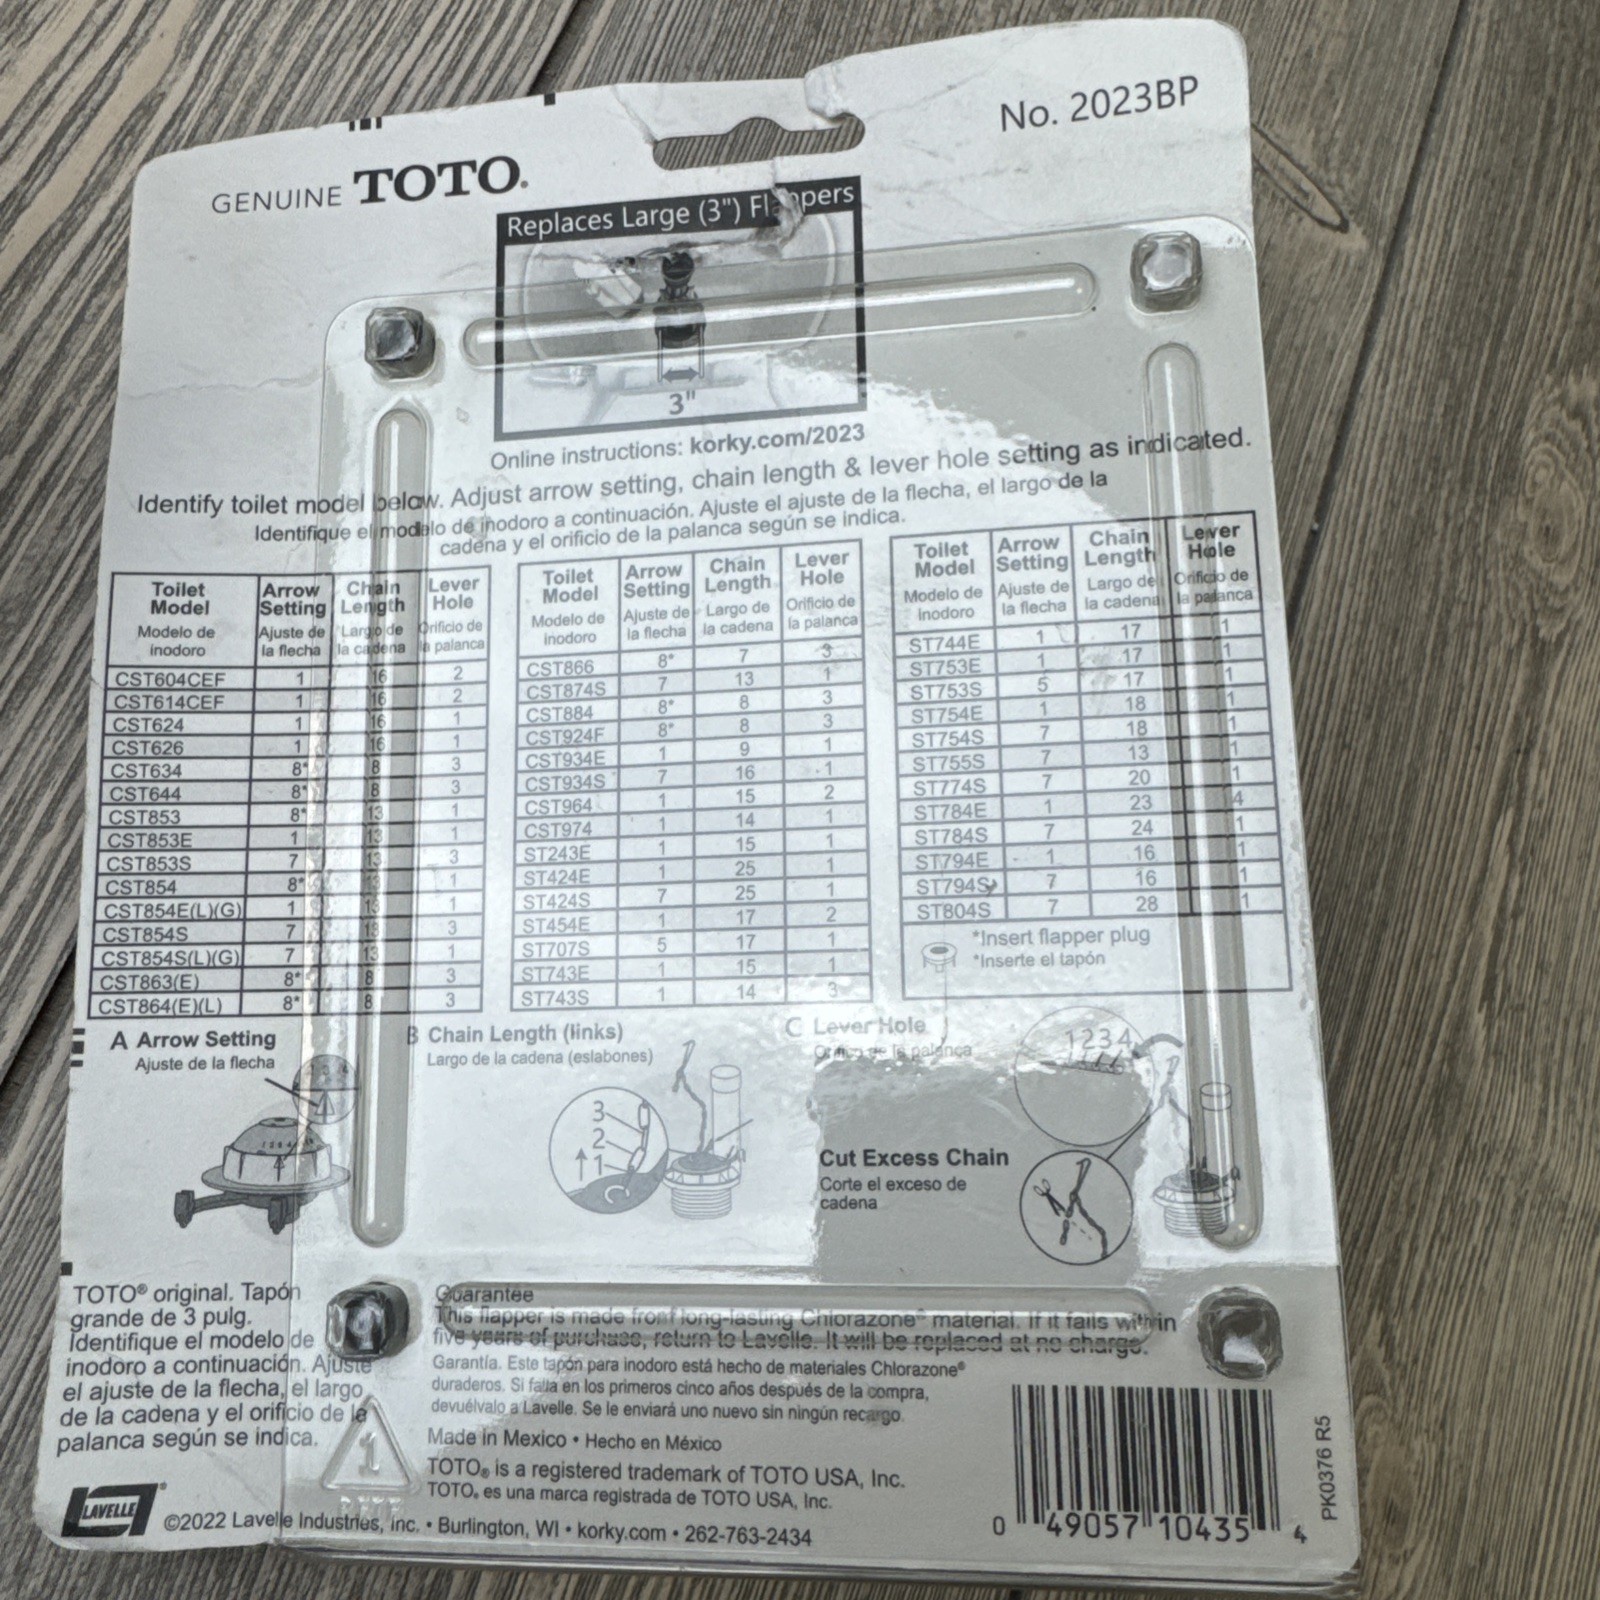 No. 2023BP
GENUINE TOTO.
Replaces Large (3") Flappers
3"
Online instructions: korky.com/2023
Identify toilet model below. Adjust arrow setting, chain length & lever hole setting as indicated.
Identifique el modelo de inodoro a continuación. Ajuste el ajuste de la flecha, el largo de la
cadena y el orificio de la palanca según se indica.
Toilet Model Arrow Setting Chain Length Lever Hole
Modelo de inodoro Ajuste de la flecha Largo de la cadena Orificio de la palanca
CST604CEF 1 16 2
CST614CEF 1 16 2
CST624 1 16 1
CST626 1 16 1
CST634 8* 8 3
CST644 8* 8 3
CST853 8* 13 1
CST853E 1 13 1
CST853S 7 13 3
CST854 8* 13 1
CST854E(L)(G) 1 13 1
CST854S 7 13 3
CST854S(L)(G) 7 13 1
CST863(E) 8* 8 3
CST864(E)(L) 8* 8 3
Toilet Model Arrow Setting Chain Length Lever Hole
Modelo de inodoro Ajuste de la flecha Largo de la cadena Orificio de la palanca
CST866 8* 7 3
CST874S 7 13 1
CST884 8* 8 3
CST924F 8* 8 3
CST934E 1 9 1
CST934S 7 16 1
CST964 1 15 2
CST974 1 14 1
ST243E 1 15 1
ST424E 1 25 1
ST424S 7 25 1
ST454E 1 17 2
ST707S 5 17 1
ST743E 1 15 1
ST743S 1 14 3
Toilet Model Arrow Setting Chain Length Lever Hole
Modelo de inodoro Ajuste de la flecha Largo de la cadena Orificio de la palanca
ST744E 1 17 1
ST753E 1 17 1
ST753S 5 17 1
ST754E 1 18 1
ST754S 7 18 1
ST755S 7 13 1
ST774S 7 20 1
ST784E 1 23 4
ST784S 7 24 1
ST794E 1 16 1
ST794S 7 16 1
ST804S 7 28 1
*Insert flapper plug
*Inserte el tapón
A Arrow Setting
Ajuste de la flecha
B Chain Length (links)
Largo de la cadena (eslabones)
3
2
1
C Lever Hole
de la palanca
1234
Cut Excess Chain
Corte el exceso de
cadena
TOTO® original. Tapón
grande de 3 pulg.
Identifique el modelo de
inodoro a continuación. Ajuste
el ajuste de la flecha, el largo
de la cadena y el orificio de la
palanca según se indica.
Guarantee
This flapper is made from long-lasting Chlorazone® material. If it fails within
five years of purchase, return to Lavelle. It will be replaced at no charge.
Garantía. Este tapón para inodoro está hecho de materiales Chlorazone®
duraderos. Si falla en los primeros cinco años después de la compra,
devuélvalo a Lavelle. Se le enviará uno nuevo sin ningún recargo.
Made in Mexico • Hecho en México
TOTO® is a registered trademark of TOTO USA, Inc.
TOTO® es una marca registrada de TOTO USA, Inc.
1
LAVELLE®
©2022 Lavelle Industries, Inc. • Burlington, WI • korky.com • 262-763-2434
0 49057 10435 4
PK0376 R5